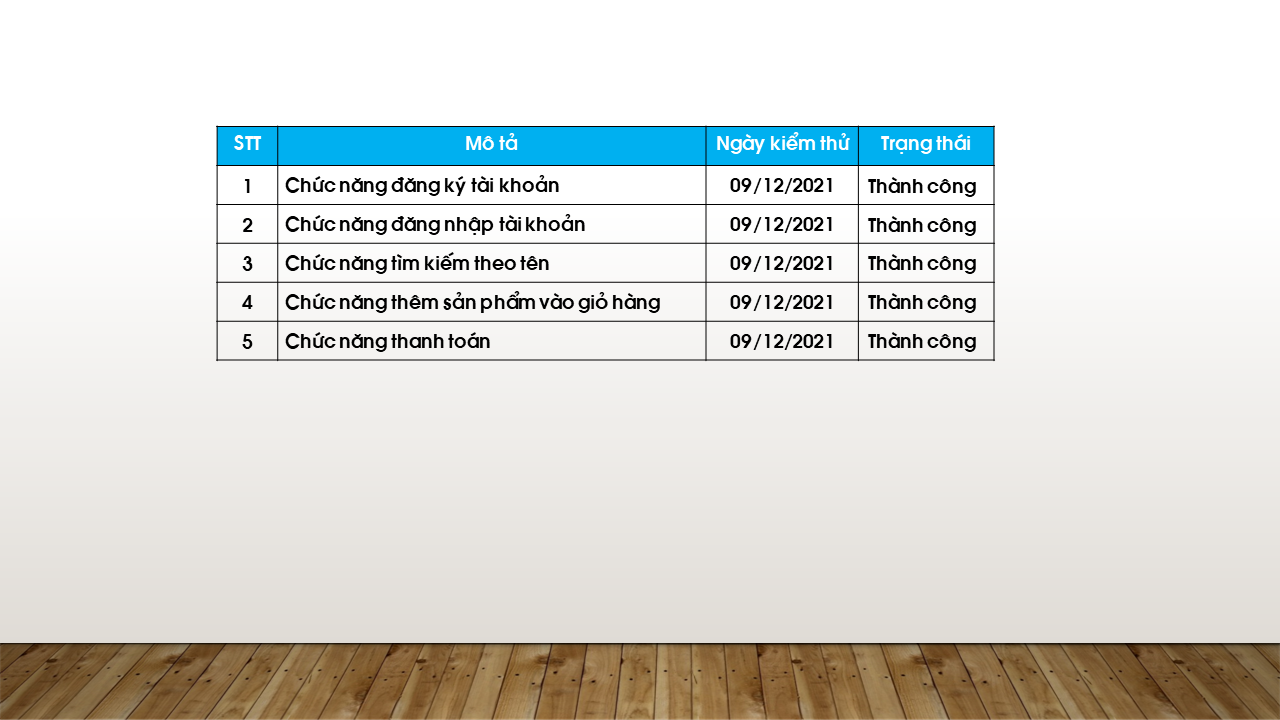 STT Mô tả Ngày kiểm thử Trạng thái
1 Chức năng đăng ký tài khoản 09/12/2021 Thành công
2 Chức năng đăng nhập tài khoản 09/12/2021 Thành công
3 Chức năng tìm kiếm theo tên 09/12/2021 Thành công
4 Chức năng thêm sản phẩm vào giỏ hàng 09/12/2021 Thành công
5 Chức năng thanh toán 09/12/2021 Thành công